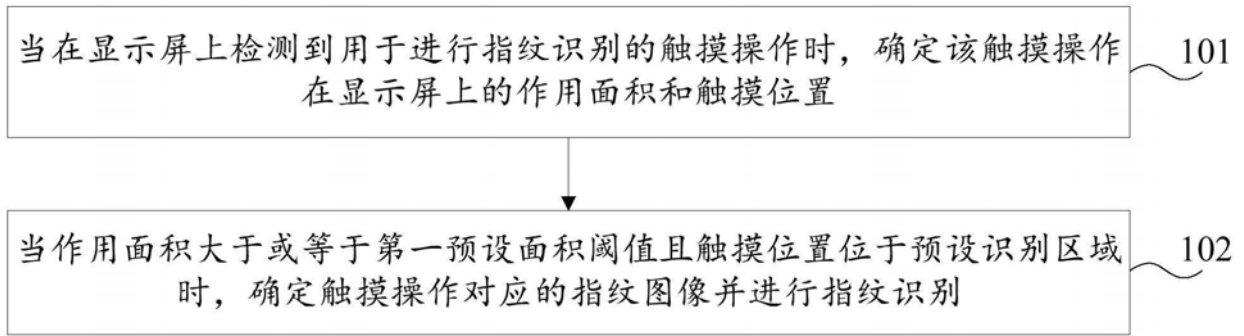 当在显示屏上检测到用于进行指纹识别的触摸操作时，确定该触摸操作
在显示屏上的作用面积和触摸位置
101
当作用面积大于或等于第一预设面积阈值且触摸位置位于预设识别区域
时，确定触摸操作对应的指纹图像并进行指纹识别
102